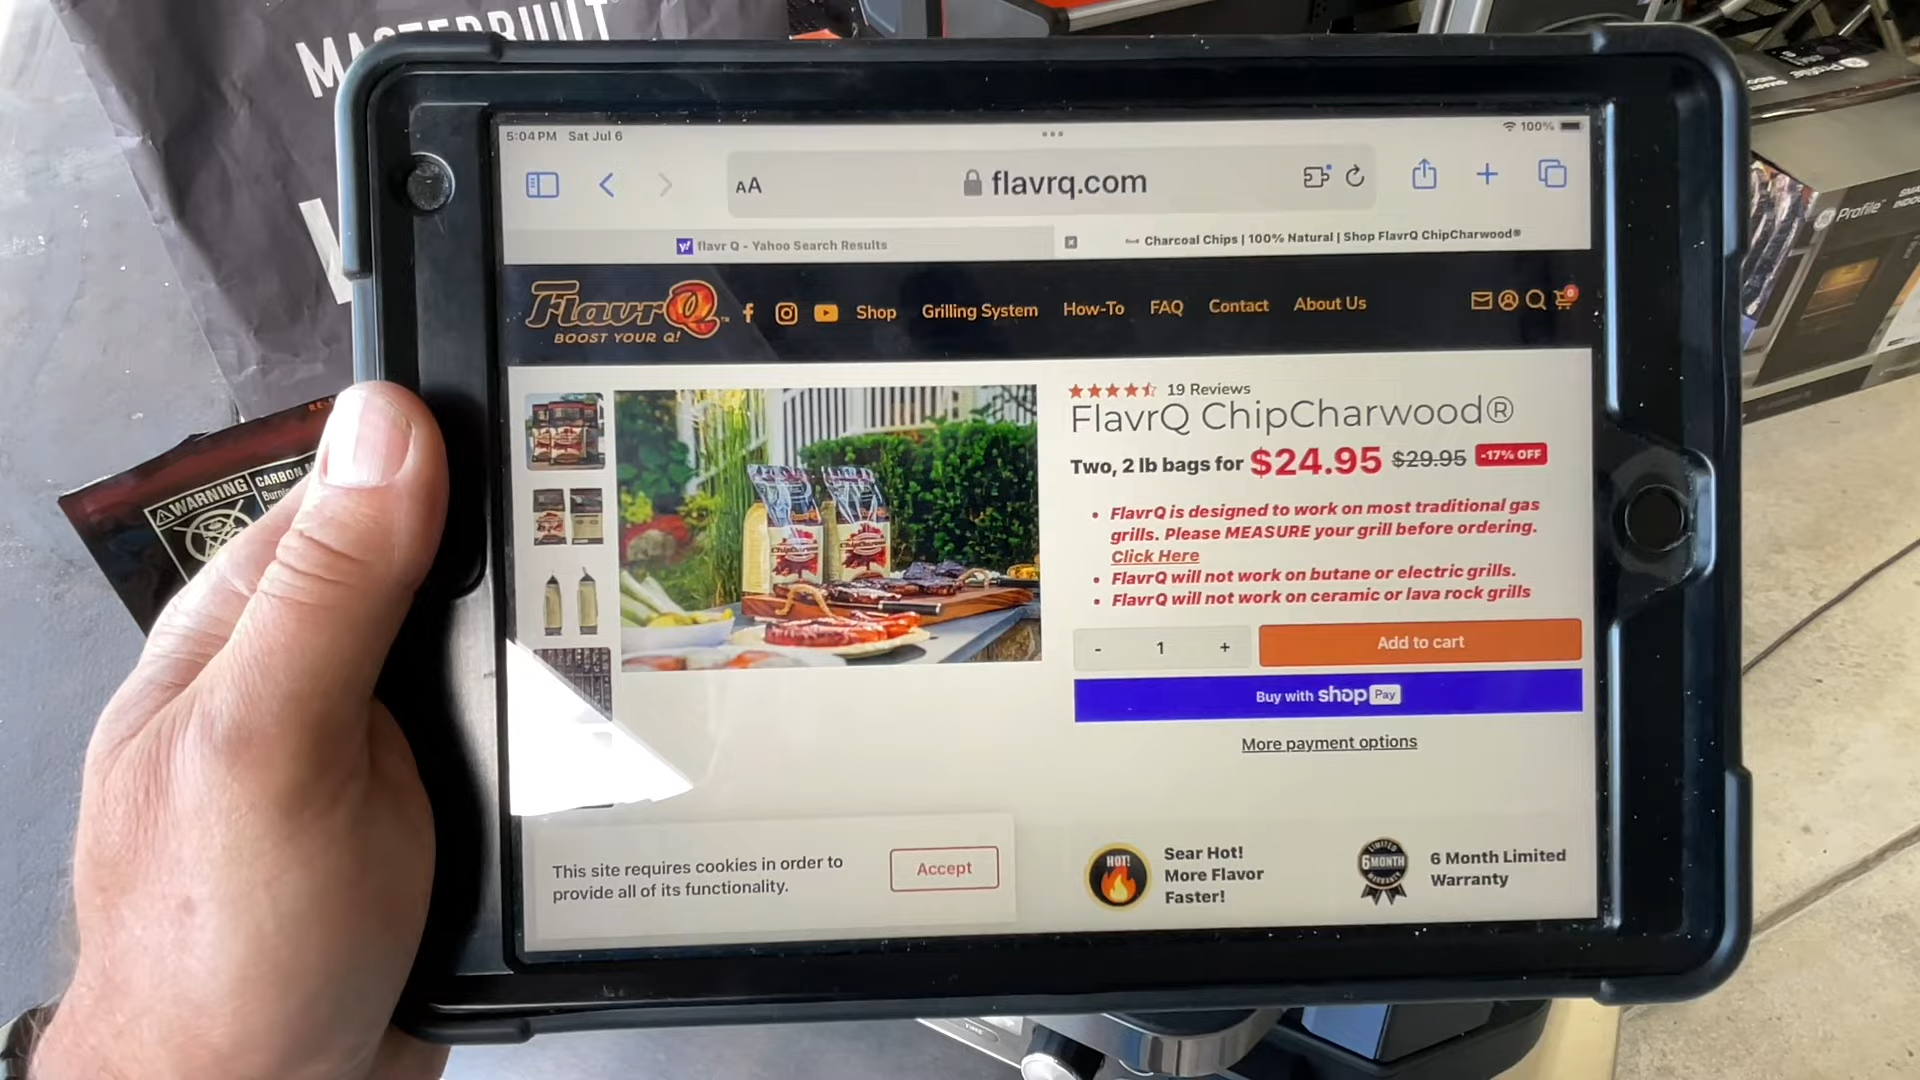 MASTERBUILT
5:04 PM Sat Jul 6
100%
AA
flavrq.com
flavr Q - Yahoo Search Results
Charcoal Chips | 100% Natural | Shop FlavrQ ChipCharwood®
FlavrQ™
BOOST YOUR Q!
Shop
Grilling System
How-To
FAQ
Contact
About Us
0
19 Reviews
FlavrQ ChipCharwood®
Two, 2 lb bags for $24.95 $29.95 -17% OFF
• FlavrQ is designed to work on most traditional gas
grills. Please MEASURE your grill before ordering.
Click Here
• FlavrQ will not work on butane or electric grills.
• FlavrQ will not work on ceramic or lava rock grills
- 1 +
Add to cart
Buy with shop Pay
More payment options
This site requires cookies in order to
provide all of its functionality.
Accept
HOT!
Sear Hot!
More Flavor
Faster!
LIMITED
6 MONTH
WARRANTY
6 Month Limited
Warranty
WARNING
CARBON
Profile